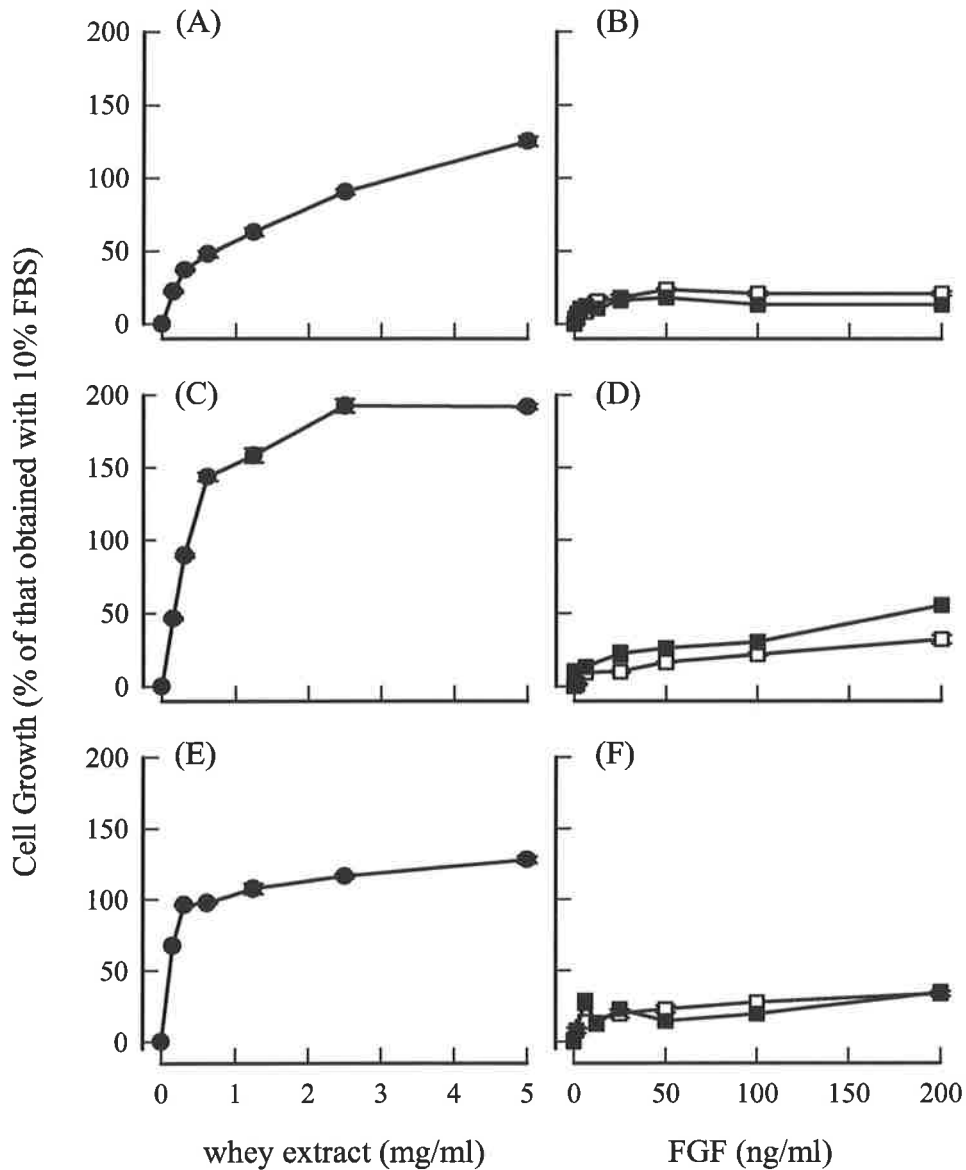 (A)
(B)
200
150
100
50
0
(C)
(D)
200
150
100
50
0
(E)
(F)
200
150
100
50
0
Cell Growth (% of that obtained with 10% FBS)
0 1 2 3 4 5
0 50 100 150 200
whey extract (mg/ml)
FGF (ng/ml)